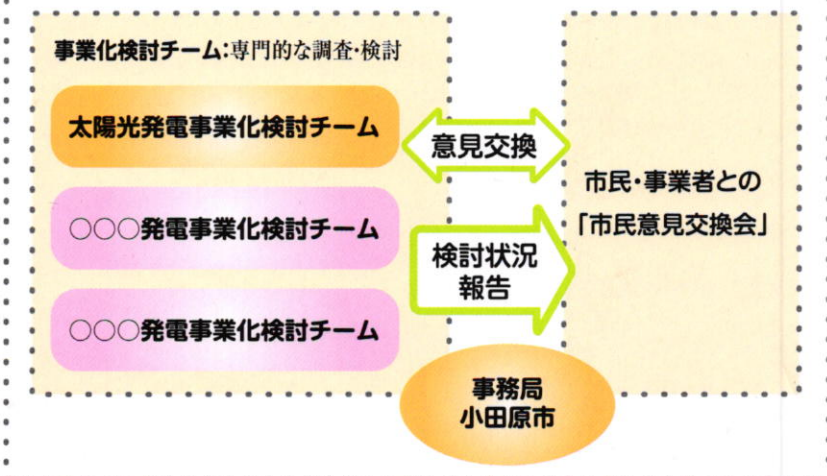 事業化検討チーム:専門的な調査・検討
太陽光発電事業化検討チーム
○○○発電事業化検討チーム
○○○発電事業化検討チーム
意見交換
検討状況
報告
市民・事業者との
「市民意見交換会」
事務局
小田原市